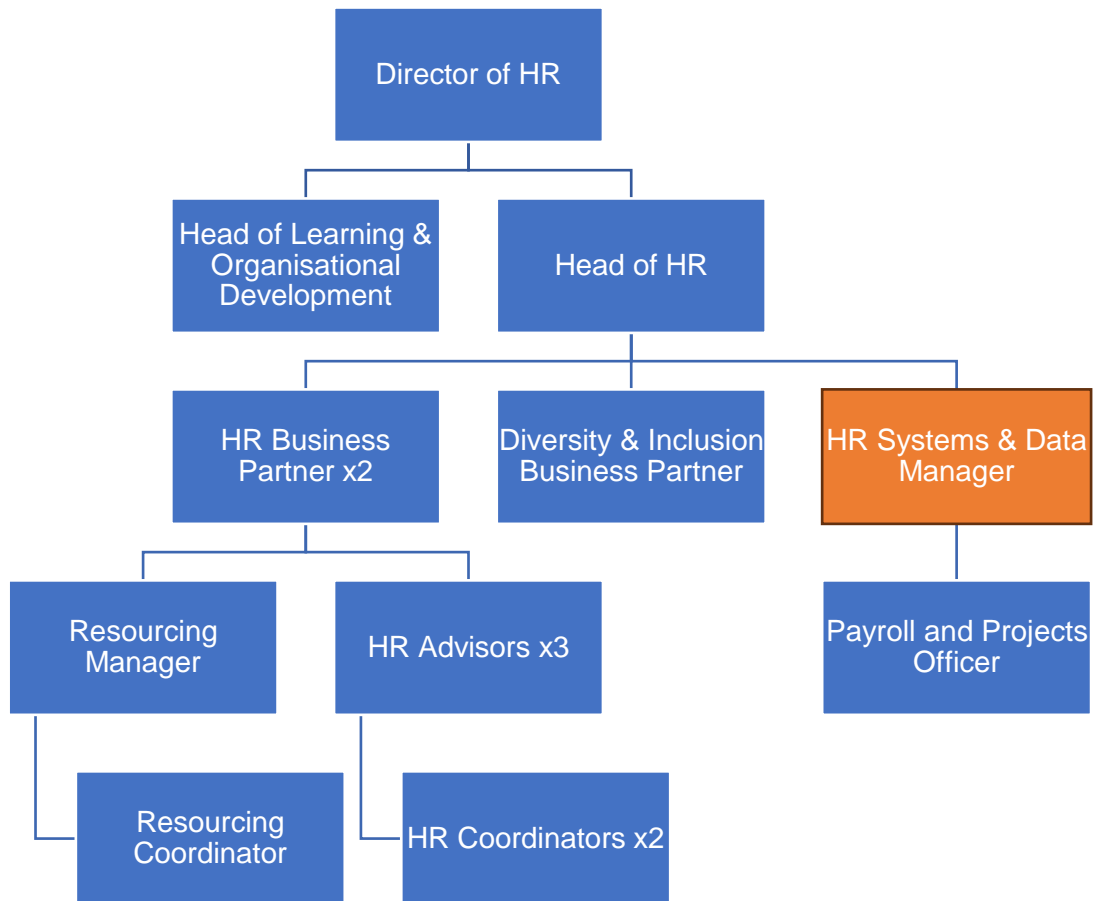 Director of HR
Head of Learning &
Organisational
Development
Head of HR
HR Business
Partner x2
Diversity & Inclusion
Business Partner
HR Systems & Data
Manager
Resourcing
Manager
HR Advisors x3
Payroll and Projects
Officer
Resourcing
Coordinator
HR Coordinators x2